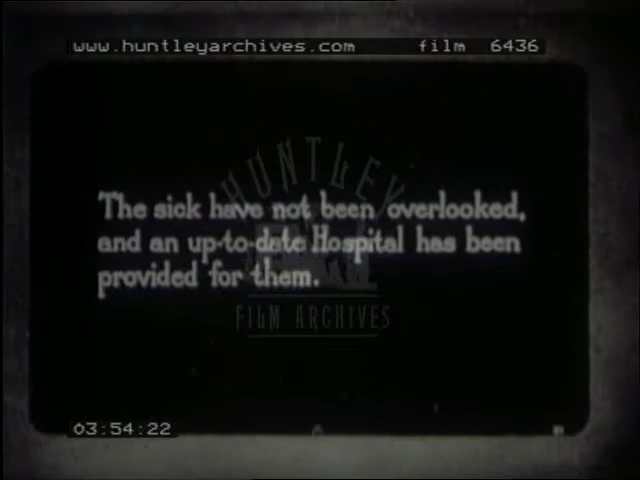 www.huntleyarchives.com film 6436
HUNTLEY
The sick have not been overlooked,
and an up-to-date Hospital has been
provided for them.
FILM ARCHIVES
03:54:22